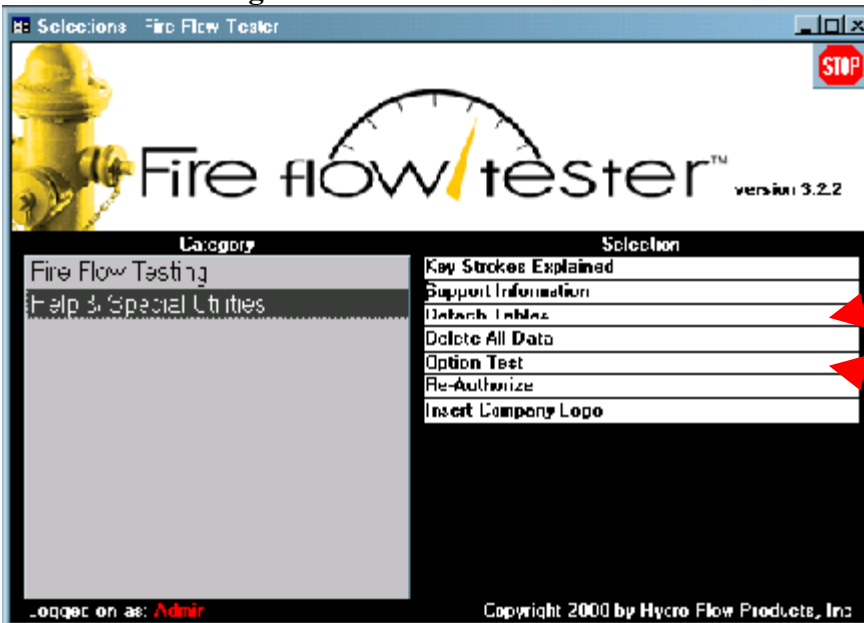 Selections Fire Flow Tester
STOP
Fire flow tester™ version 3.2.2
Category
Selection
Fire Flow Testing
Help & Special Utilities
Key Strokes Explained
Support Information
Detach Tables
Delete All Data
Option Test
Re-Authorize
Insert Company Logo
Logged on as: Admin
Copyright 2000 by Hydro Flow Products, Inc